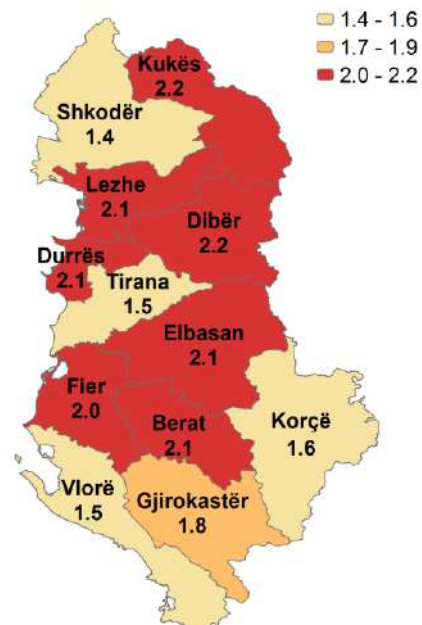 1.4 - 1.6
1.7 - 1.9
2.0 - 2.2
Kukës
2.2
Shkodër
1.4
Lezhe
2.1
Dibër
2.2
Durrës
2.1
Tirana
1.5
Elbasan
2.1
Fier
2.0
Berat
2.1
Korçë
1.6
Vlorë
1.5
Gjirokastër
1.8